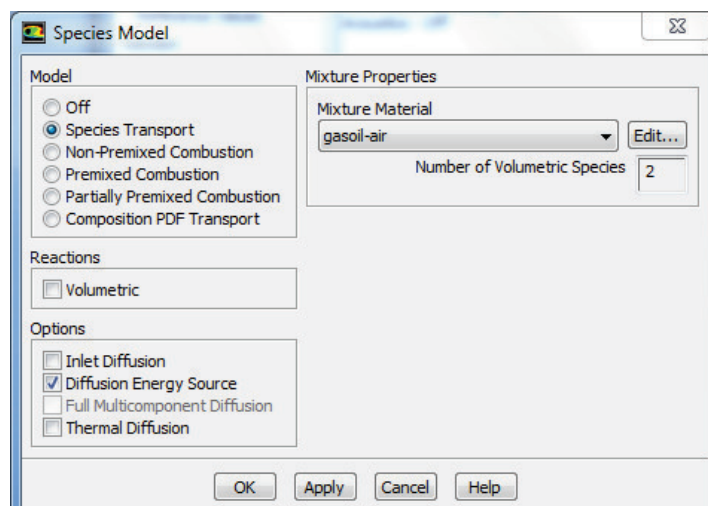 Species Model
Model
Off
Species Transport
Non-Premixed Combustion
Premixed Combustion
Partially Premixed Combustion
Composition PDF Transport
Reactions
Volumetric
Options
Inlet Diffusion
Diffusion Energy Source
Full Multicomponent Diffusion
Thermal Diffusion
Mixture Properties
Mixture Material
gasoil-air
Edit...
Number of Volumetric Species 2
OK Apply Cancel Help